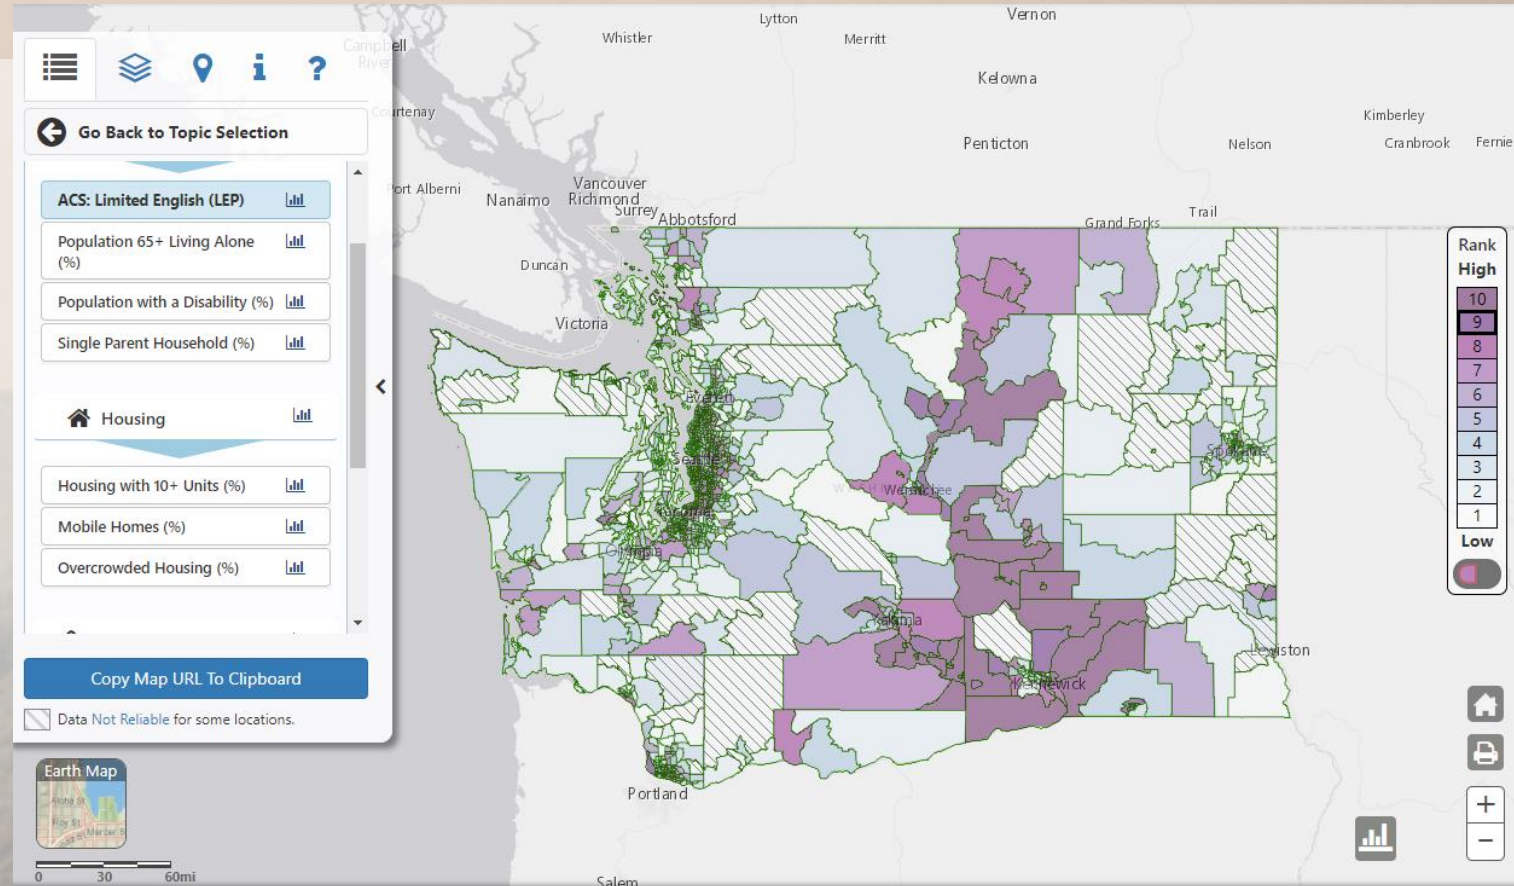 Go Back to Topic Selection
ACS: Limited English (LEP)
Population 65+ Living Alone
(%)
Population with a Disability (%)
Single Parent Household (%)
Housing
Housing with 10+ Units (%)
Mobile Homes (%)
Overcrowded Housing (%)
Copy Map URL To Clipboard
Data Not Reliable for some locations.
Earth Map
0 30 60mi
Campbell
River
Courtenay
Port Alberni
Nanaimo
Duncan
Victoria
Whistler
Lytton
Merritt
Vernon
Kelowna
Penticton
Kimberley
Cranbrook
Fernie
Nelson
Trail
Grand Forks
Vancouver
Richmond
Surrey
Abbotsford
Everett
Seattle
Tacoma
Olympia
Wenatchee
Spokane
Yakima
Kennewick
Lewiston
Portland
Salem
Rank
High
10
9
8
7
6
5
4
3
2
1
Low
+
−